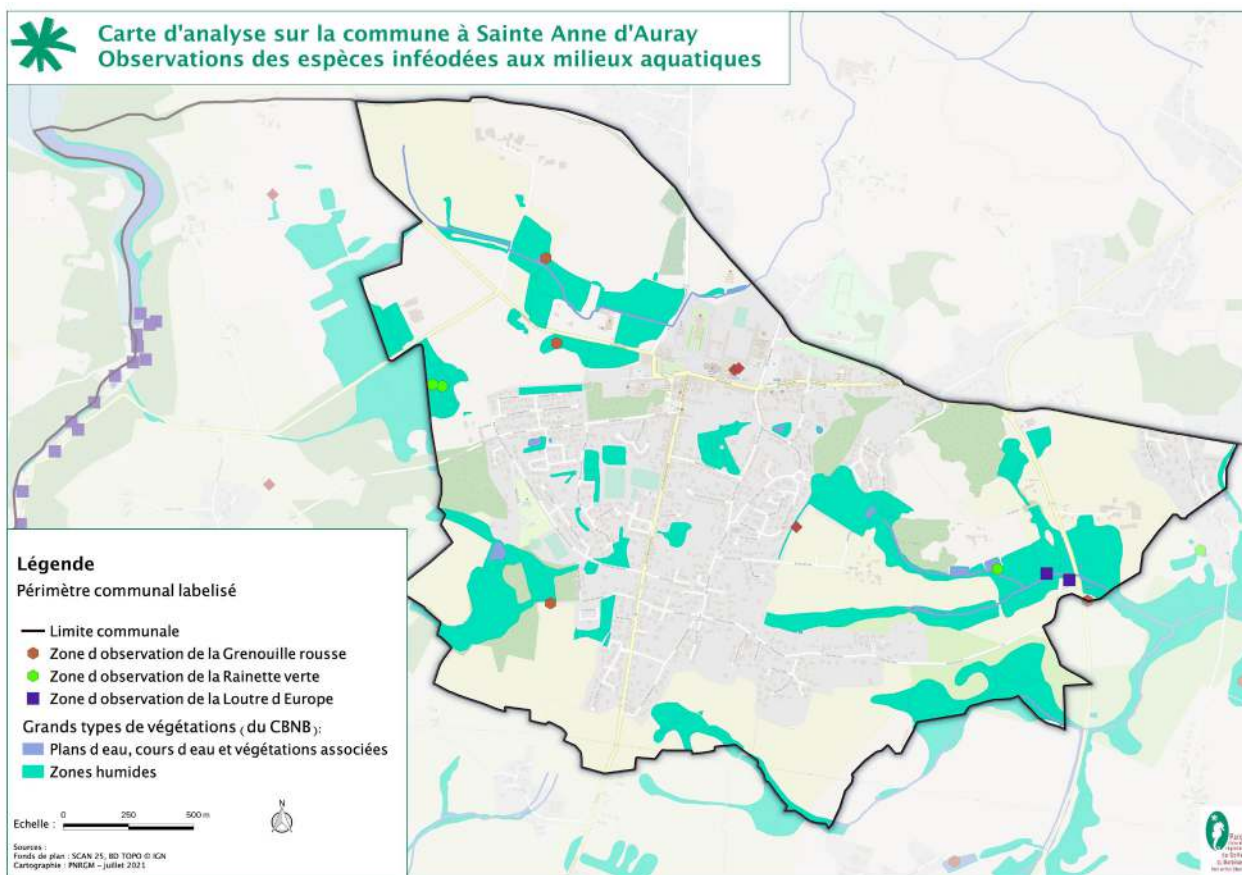 Carte d'analyse sur la commune à Sainte Anne d'Auray
Observations des espèces inféodées aux milieux aquatiques
Légende
Périmètre communal labelisé
Limite communale
Zone d observation de la Grenouille rousse
Zone d observation de la Rainette verte
Zone d observation de la Loutre d Europe
Grands types de végétations ( du CBNB ):
Plans d eau, cours d eau et végétations associées
Zones humides
Echelle : 0 250 500 m
N
Sources :
Fonds de plan : SCAN 25, BD TOPO © IGN
Cartographie : PNRGM - juillet 2021